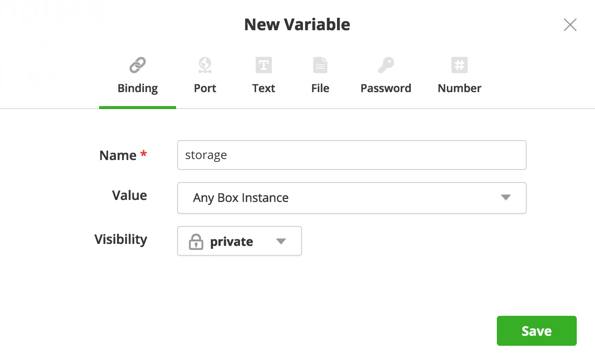 New Variable
Binding Port Text File Password Number
Name * storage
Value Any Box Instance
Visibility private
Save